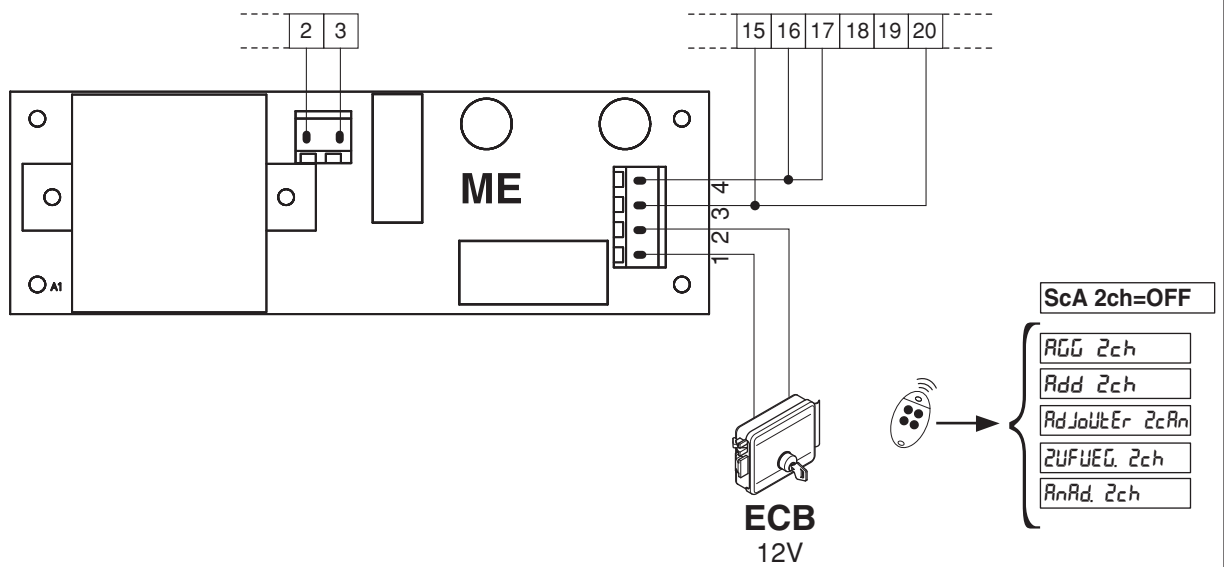 2 3
15 16 17 18 19 20
ME
4
3
2
1
A1
ScA 2ch=OFF
AGG 2ch
Add 2ch
AdJoUtEr 2cAn
2UFUEG. 2ch
AnAd. 2ch
ECB
12V